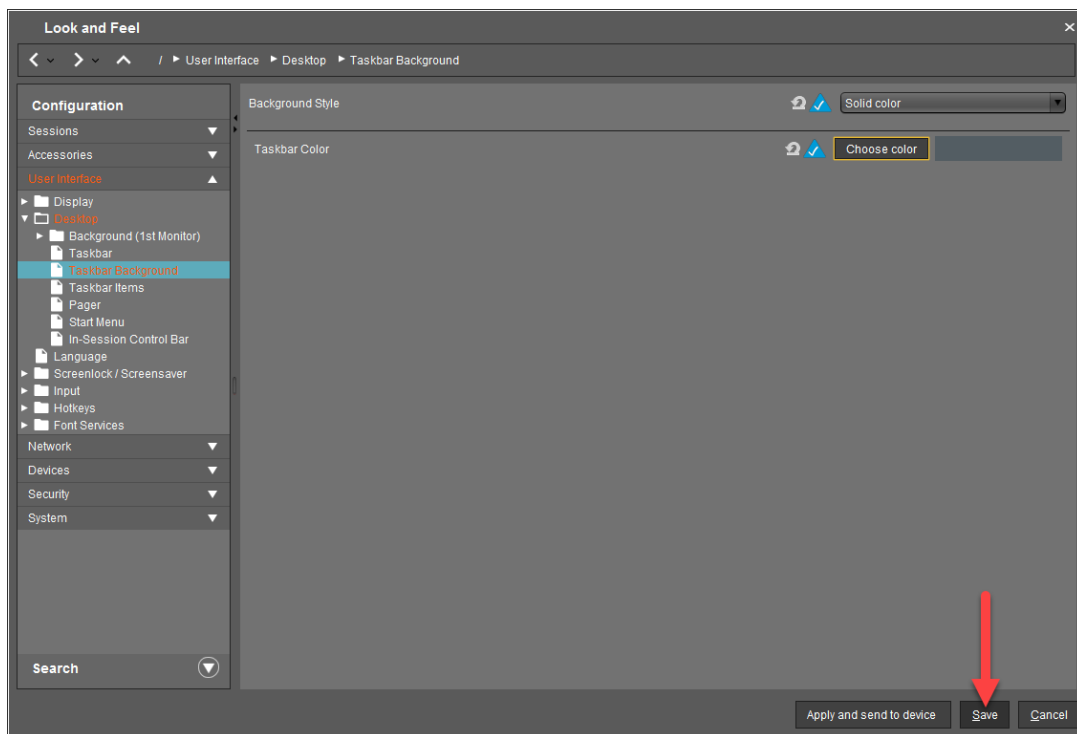 Look and Feel
/ User Interface Desktop Taskbar Background
Configuration
Sessions
Accessories
User Interface
Display
Desktop
Background (1st Monitor)
Taskbar
Taskbar Background
Taskbar Items
Pager
Start Menu
In-Session Control Bar
Language
Screenlock / Screensaver
Input
Hotkeys
Font Services
Network
Devices
Security
System
Search
Background Style Solid color
Taskbar Color Choose color
Apply and send to device Save Cancel